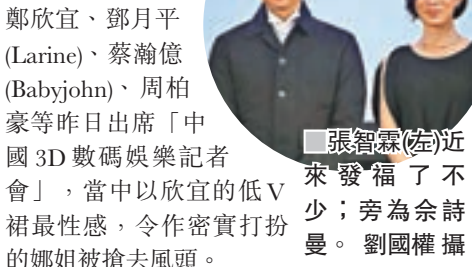 鄭欣宜、鄧月平
(Larine)、蔡瀚億
(Babyjohn)、周柏
豪等昨日出席「中
國 3D 數碼娛樂記者
會」，當中以欣宜的低 V
裙最性感，令作密實打扮
的娜姐被搶去風頭。
■張智霖(左)近
來發福了不
少；旁為佘詩
曼。 劉國權 攝